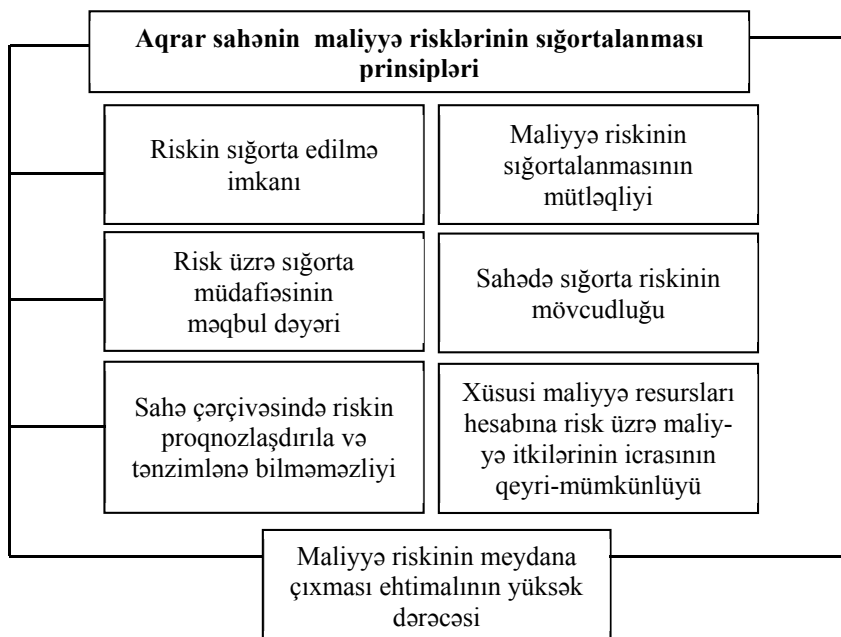 Aqrar sahənin maliyyə risklərinin sığortalanması
prinsipləri
Riskin sığorta edilmə
imkanı
Maliyyə riskinin
sığortalanmasının
mütləqliyi
Risk üzrə sığorta
müdafiəsinin
məqbul dəyəri
Sahədə sığorta riskinin
mövcudluğu
Sahə çərçivəsində riskin
proqnozlaşdırıla və
tənzimlənə bilməməzliyi
Xüsusi maliyyə resursları
hesabına risk üzrə maliy-
yə itkilərinin icrasının
qeyri-mümkünlüyü
Maliyyə riskinin meydana
çıxması ehtimalının yüksək
dərəcəsi